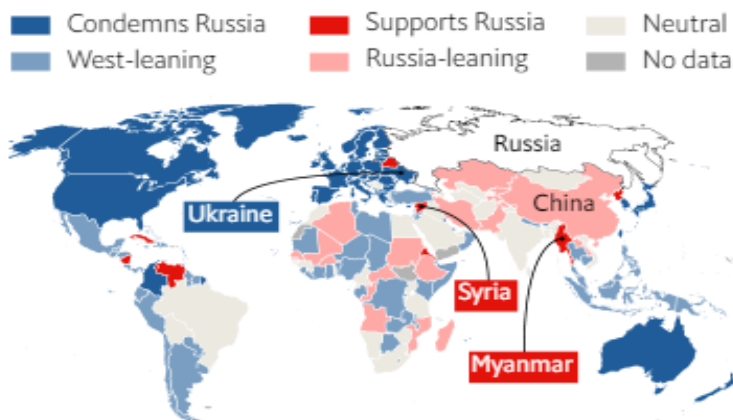 Condemns Russia Supports Russia Neutral
West-leaning Russia-leaning No data
Russia
China
Ukraine
Syria
Myanmar